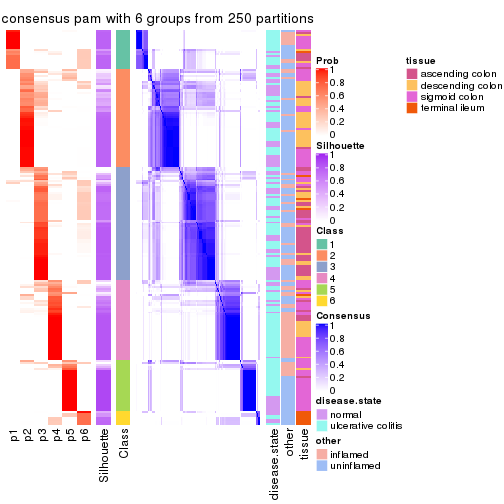 consensus pam with 6 groups from 250 partitions
Prob
1
0.8
0.6
0.4
0.2
0
Silhouette
1
0.8
0.6
0.4
0.2
0
Class
1
2
3
4
5
6
Consensus
1
0.8
0.6
0.4
0.2
0
disease.state
normal
ulcerative colitis
other
inflamed
uninflamed
tissue
ascending colon
descending colon
sigmoid colon
terminal ileum
p1
p2
p3
p4
p5
p6
Silhouette
Class
disease.state
other
tissue